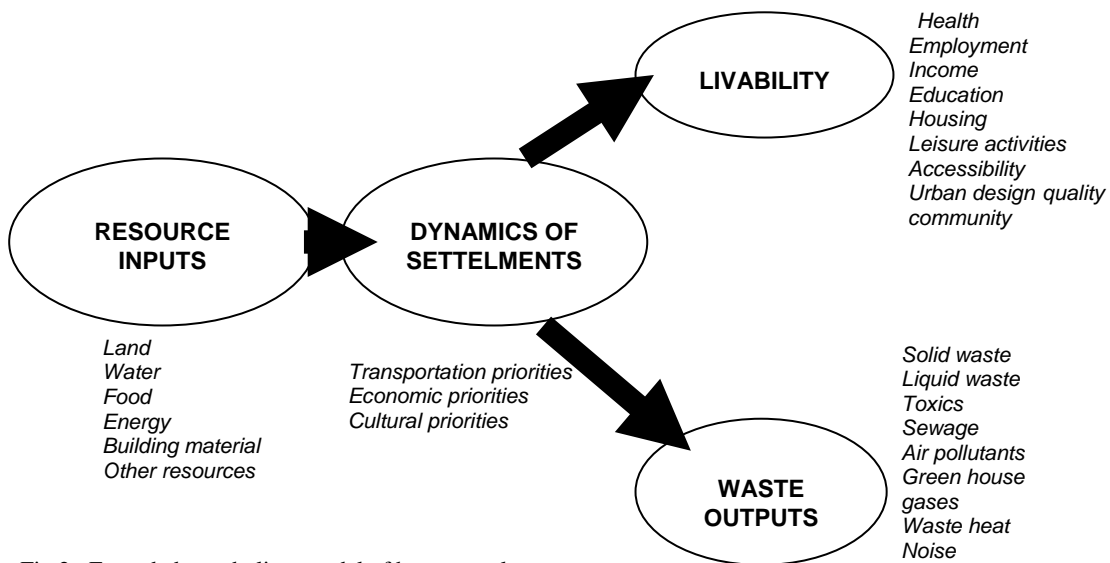 Health
Employment
Income
Education
Housing
Leisure activities
Accessibility
Urban design quality
community
LIVABILITY
RESOURCE
INPUTS
DYNAMICS OF
SETTELMENTS
Land
Water
Food
Energy
Building material
Other resources
Transportation priorities
Economic priorities
Cultural priorities
Solid waste
Liquid waste
Toxics
Sewage
Air pollutants
Green house
gases
Waste heat
Noise
WASTE
OUTPUTS